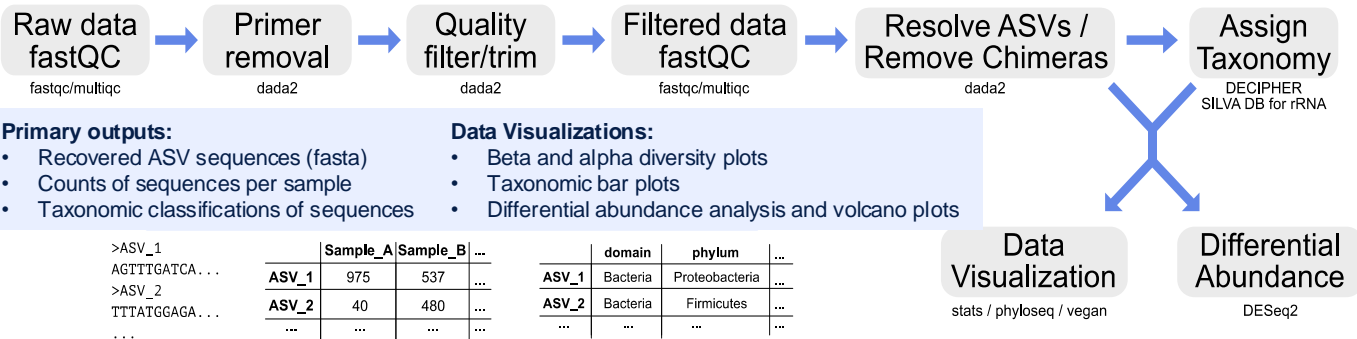 Raw data
fastQC
fastqc/multiqc
Primer
removal
dada2
Quality
filter/trim
dada2
Filtered data
fastQC
fastqc/multiqc
Resolve ASVs /
Remove Chimeras
dada2
Assign
Taxonomy
DECIPHER
SILVA DB for rRNA
Primary outputs:
• Recovered ASV sequences (fasta)
• Counts of sequences per sample
• Taxonomic classifications of sequences
Data Visualizations:
• Beta and alpha diversity plots
• Taxonomic bar plots
• Differential abundance analysis and volcano plots
>ASV_1
AGTTTGATCA...
>ASV_2
TTTATGGAGA...
...
Sample_A Sample_B ...
ASV_1 975 537 ...
ASV_2 40 480 ...
... ... ... ...
domain phylum ...
ASV_1 Bacteria Proteobacteria ...
ASV_2 Bacteria Firmicutes ...
... ... ... ...
Data
Visualization
stats / phyloseq / vegan
Differential
Abundance
DESeq2